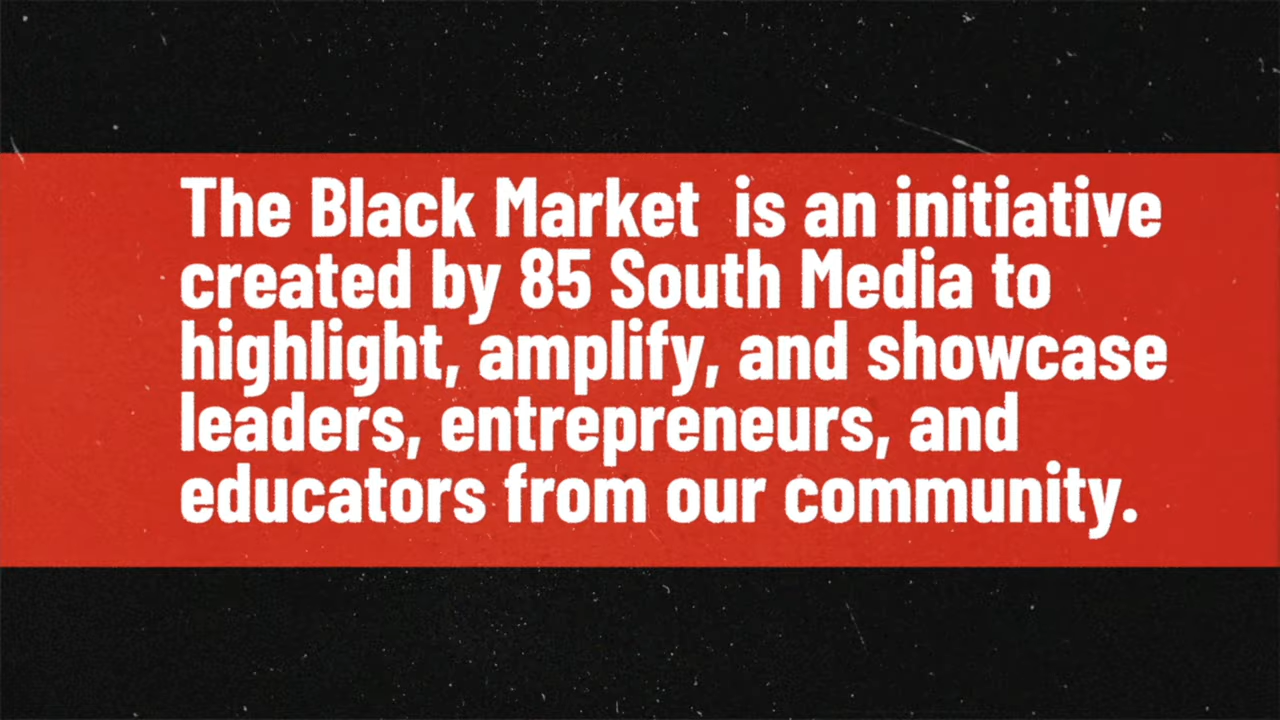 The Black Market  is an initiative
created by 85 South Media to
highlight, amplify, and showcase
leaders, entrepreneurs, and
educators from our community.